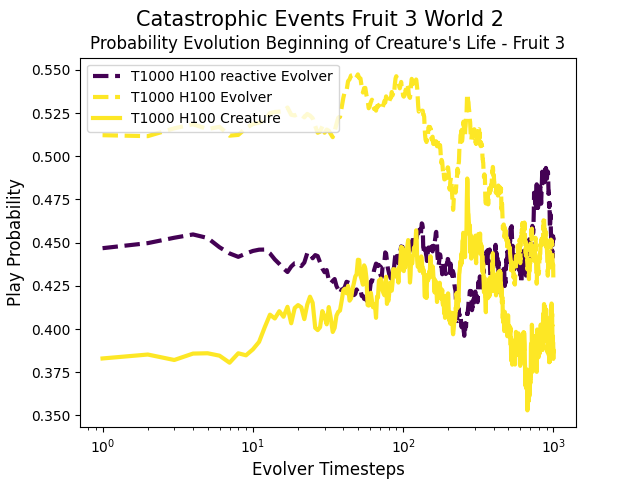 Catastrophic Events Fruit 3 World 2
Probability Evolution Beginning of Creature's Life - Fruit 3
T1000 H100 reactive Evolver
T1000 H100 Evolver
T1000 H100 Creature
0.550
0.525
0.500
0.475
0.450
0.425
0.400
0.375
0.350
Play Probability
10⁰ 10¹ 10² 10³
Evolver Timesteps